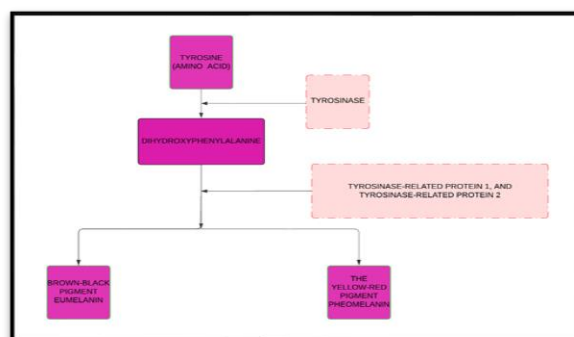 TYROSINE
(AMINO ACID)
TYROSINASE
DIHYDROXYPHENYLALANINE
TYROSINASE-RELATED PROTEIN 1, AND
TYROSINASE-RELATED PROTEIN 2
BROWN-BLACK
PIGMENT
EUMELANIN
THE
YELLOW-RED
PIGMENT
PHEOMELANIN